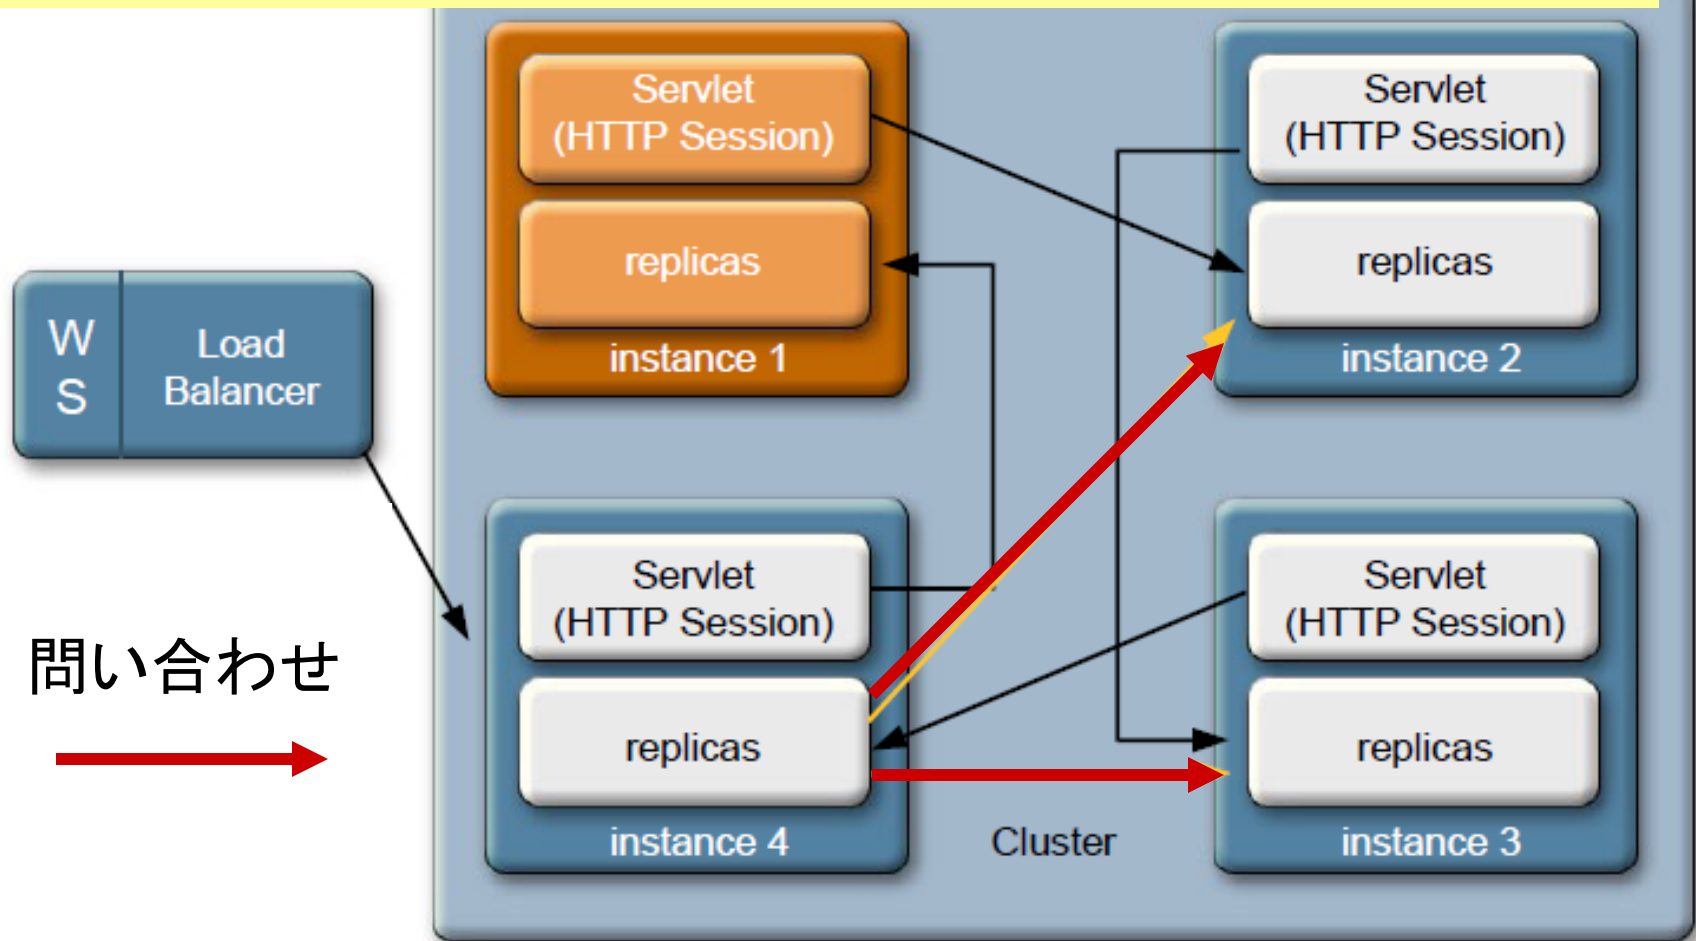 Servlet
(HTTP Session)
replicas
instance 1
Servlet
(HTTP Session)
replicas
instance 2
W
S
Load
Balancer
問い合わせ
Servlet
(HTTP Session)
replicas
instance 4
Cluster
Servlet
(HTTP Session)
replicas
instance 3